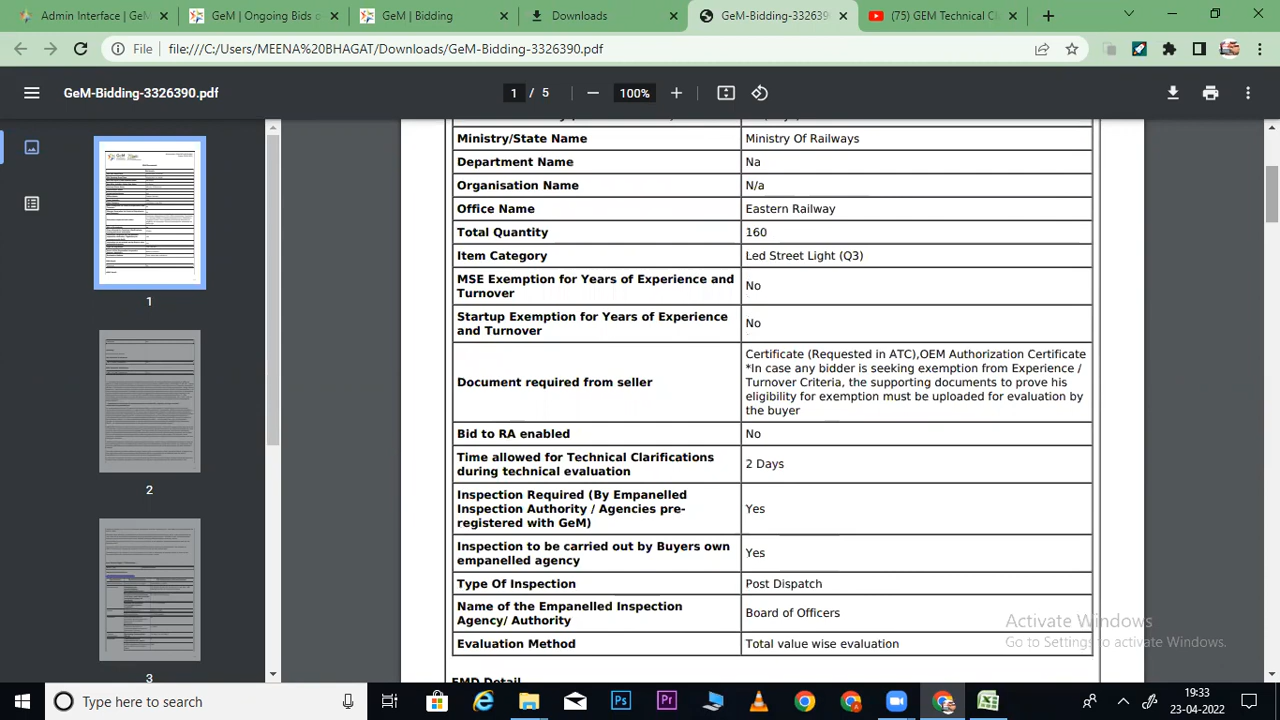 Admin Interface | GeM
GeM | Ongoing Bids
GeM | Bidding
Downloads
GeM-Bidding-3326390
(75) GEM Technical
File
file:///C:/Users/MEENA%20BHAGAT/Downloads/GeM-Bidding-3326390.pdf
GeM-Bidding-3326390.pdf
1 / 5
100%
Ministry/State Name
Ministry Of Railways
Department Name
Na
Organisation Name
N/a
Office Name
Eastern Railway
Total Quantity
160
Item Category
Led Street Light (Q3)
MSE Exemption for Years of Experience and
Turnover
No
Startup Exemption for Years of Experience
and Turnover
No
Document required from seller
Certificate (Requested in ATC),OEM Authorization Certificate
*In case any bidder is seeking exemption from Experience /
Turnover Criteria, the supporting documents to prove his
eligibility for exemption must be uploaded for evaluation by
the buyer
Bid to RA enabled
No
Time allowed for Technical Clarifications
during technical evaluation
2 Days
Inspection Required (By Empanelled
Inspection Authority / Agencies pre-
registered with GeM)
Yes
Inspection to be carried out by Buyers own
empanelled agency
Yes
Type Of Inspection
Post Dispatch
Name of the Empanelled Inspection
Agency/ Authority
Board of Officers
Evaluation Method
Total value wise evaluation
EMD Detail
1
2
3
Activate Windows
Go to Settings to activate Windows.
Type here to search
19:33
23-04-2022